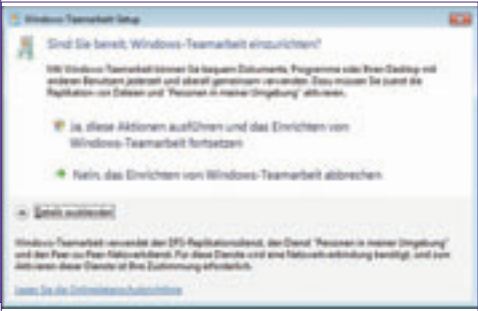 Windows-Teamarbeit Setup
Sind Sie bereit, Windows-Teamarbeit einzurichten?
Mit Windows-Teamarbeit können Sie bequem Dokumente, Programme oder Ihren Desktop mit
anderen Benutzern jederzeit und überall gemeinsam verwenden. Dazu müssen Sie zuerst die
Replikation von Dateien und "Personen in meiner Umgebung" aktivieren.
Ja, diese Aktionen ausführen und das Einrichten von
Windows-Teamarbeit fortsetzen
Nein, das Einrichten von Windows-Teamarbeit abbrechen
Details ausblenden
Windows-Teamarbeit verwendet den DFS-Replikationsdienst, den Dienst "Personen in meiner Umgebung"
und den Peer-zu-Peer-Netzwerkdienst. Für diese Dienste wird eine Netzwerkverbindung benötigt, und zum
Aktivieren dieser Dienste ist Ihre Zustimmung erforderlich.
Lesen Sie die Onlinedatenschutzrichtlinie